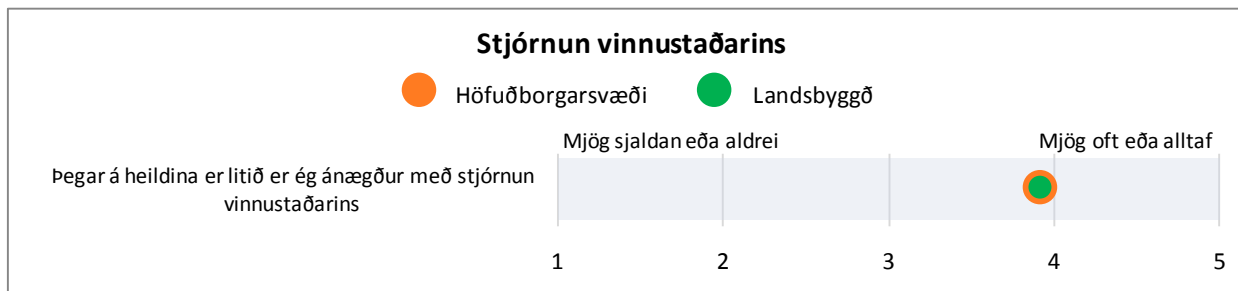 Stjórnun vinnustaðarins
Höfuðborgarsvæði Landsbyggð
Mjög sjaldan eða aldrei Mjög oft eða alltaf
Þegar á heildina er litið er ég ánægður með stjórnun
vinnustaðarins
1 2 3 4 5